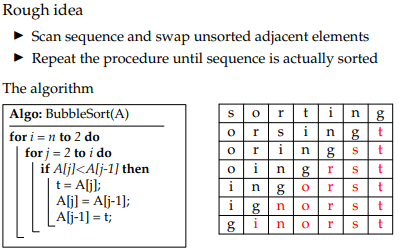 Rough idea
► Scan sequence and swap unsorted adjacent elements
► Repeat the procedure until sequence is actually sorted
The algorithm
Algo: BubbleSort(A)
for i = n to 2 do
for j = 2 to i do
if A[j]<A[j-1] then
t = A[j];
A[j] = A[j-1];
A[j-1] = t;
s o r t i n g
o r s i n g t
o r i n g s t
o i n g r s t
i n g o r s t
i g n o r s t
g i n o r s t